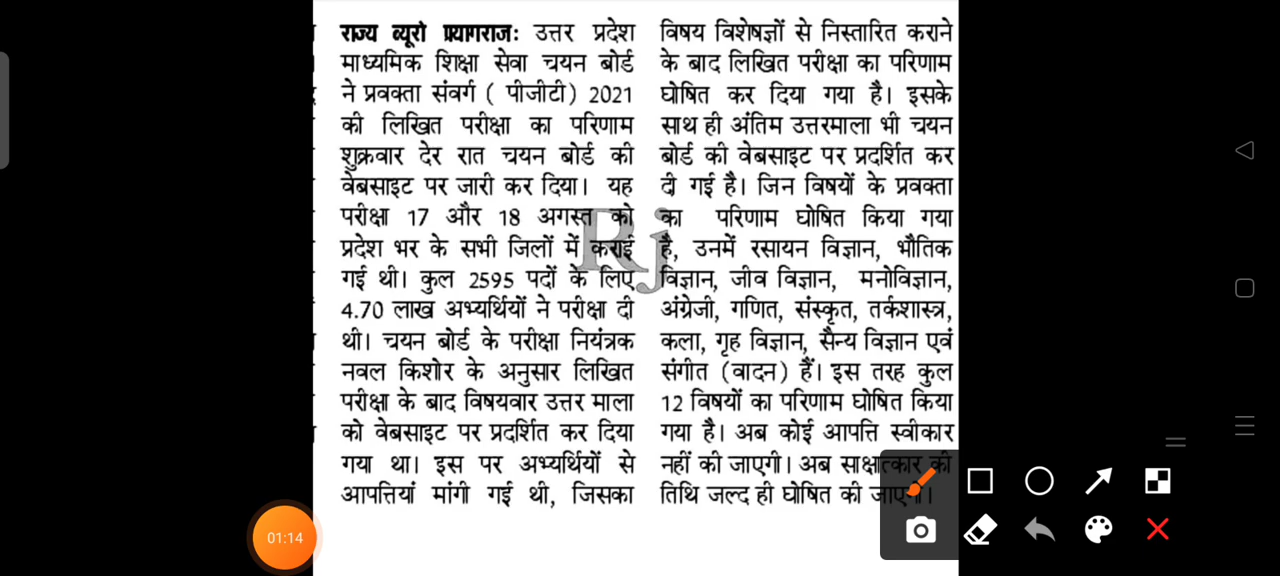 राज्य ब्यूरो प्रयागराज: उत्तर प्रदेश
माध्यमिक शिक्षा सेवा चयन बोर्ड
ने प्रवक्ता संवर्ग ( पीजीटी) 2021
की लिखित परीक्षा का परिणाम
शुक्रवार देर रात चयन बोर्ड की
वेबसाइट पर जारी कर दिया। यह
परीक्षा 17 और 18 अगस्त को
प्रदेश भर के सभी जिलों में कराई
गई थी। कुल 2595 पदों के लिए
4.70 लाख अभ्यर्थियों ने परीक्षा दी
थी। चयन बोर्ड के परीक्षा नियंत्रक
नवल किशोर के अनुसार लिखित
परीक्षा के बाद विषयवार उत्तर माला
को वेबसाइट पर प्रदर्शित कर दिया
गया था। इस पर अभ्यर्थियों से
आपत्तियां मांगी गई थी, जिसका
विषय विशेषज्ञों से निस्तारित कराने
के बाद लिखित परीक्षा का परिणाम
घोषित कर दिया गया है। इसके
साथ ही अंतिम उत्तरमाला भी चयन
बोर्ड की वेबसाइट पर प्रदर्शित कर
दी गई है। जिन विषयों के प्रवक्ता
का परिणाम घोषित किया गया
है, उनमें रसायन विज्ञान, भौतिक
विज्ञान, जीव विज्ञान, मनोविज्ञान,
अंग्रेजी, गणित, संस्कृत, तर्कशास्त्र,
कला, गृह विज्ञान, सैन्य विज्ञान एवं
संगीत (वादन) हैं। इस तरह कुल
12 विषयों का परिणाम घोषित किया
गया है। अब कोई आपत्ति स्वीकार
नहीं की जाएगी। अब साक्षात्कार की
तिथि जल्द ही घोषित की जाएगी।
Rj
01:14